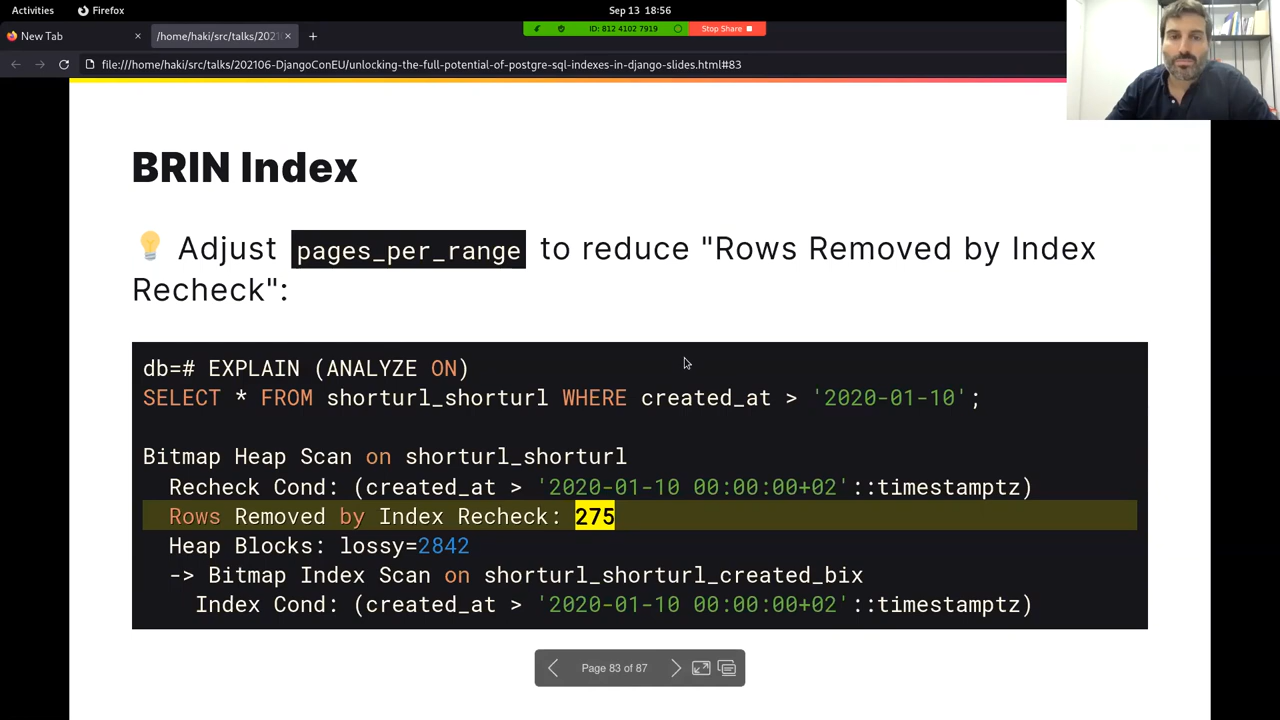 Activities
Firefox
Sep 13 18:56
New Tab
/home/haki/src/talks/20210
ID: 812 4102 7919
Stop Share
file:///home/haki/src/talks/202106-DjangoConEU/unlocking-the-full-potential-of-postgre-sql-indexes-in-django-slides.html#83
BRIN Index
💡 Adjust pages_per_range to reduce "Rows Removed by Index
Recheck":
db=# EXPLAIN (ANALYZE ON)
SELECT * FROM shorturl_shorturl WHERE created_at > '2020-01-10';
Bitmap Heap Scan on shorturl_shorturl
Recheck Cond: (created_at > '2020-01-10 00:00:00+02'::timestamptz)
Rows Removed by Index Recheck: 275
Heap Blocks: lossy=2842
-> Bitmap Index Scan on shorturl_shorturl_created_bix
Index Cond: (created_at > '2020-01-10 00:00:00+02'::timestamptz)
Page 83 of 87